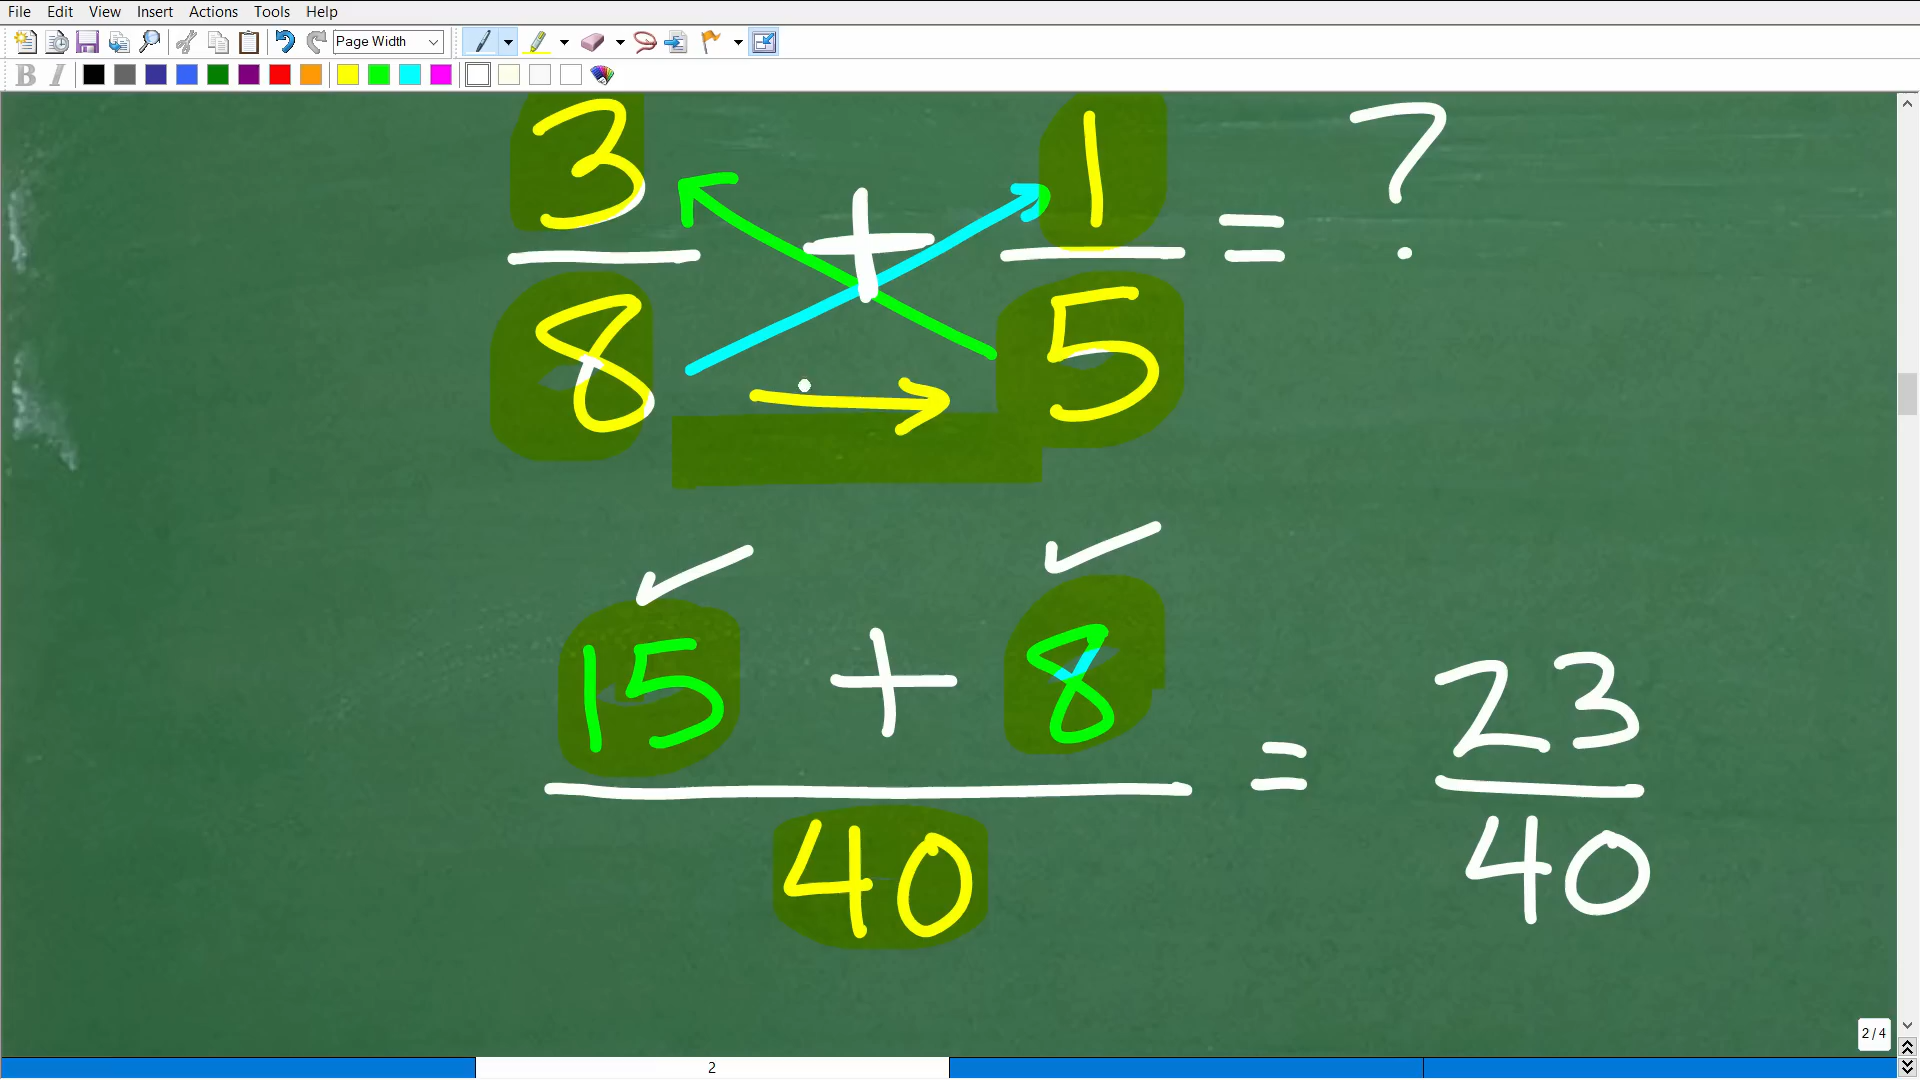 File Edit View Insert Actions Tools Help
Page Width
B I
3 1 ?
+ =
8 5
15 + 8 23
=
40 40
2 / 4
2